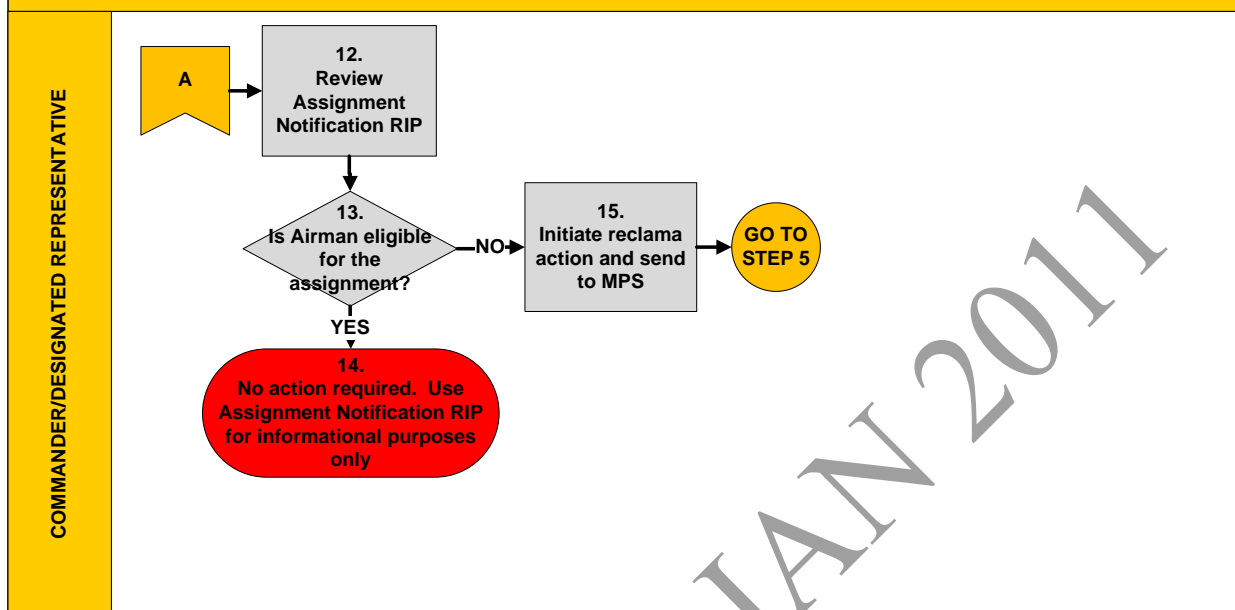 COMMANDER/DESIGNATED REPRESENTATIVE
A
12.
Review
Assignment
Notification RIP
13.
Is Airman eligible
for the
assignment?
NO
15.
Initiate reclama
action and send
to MPS
GO TO
STEP 5
YES
14.
No action required. Use
Assignment Notification RIP
for informational purposes
only
JAN 2011